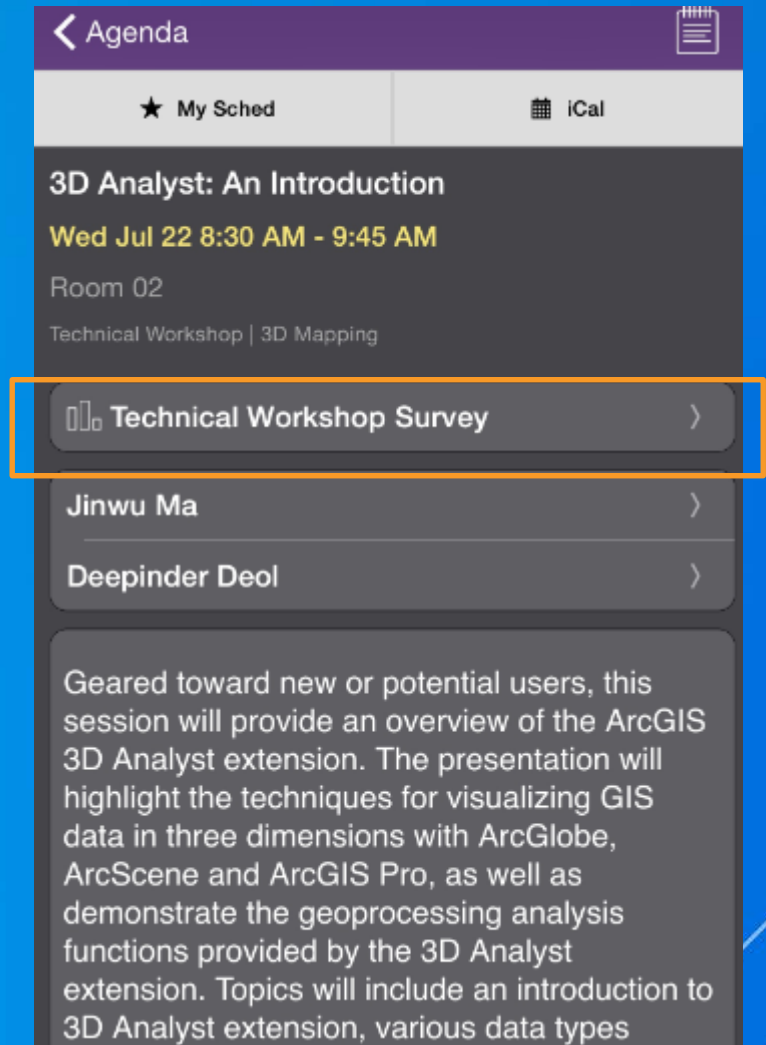 Agenda
My Sched
iCal
3D Analyst: An Introduction
Wed Jul 22 8:30 AM - 9:45 AM
Room 02
Technical Workshop | 3D Mapping
Technical Workshop Survey
Jinwu Ma
Deepinder Deol
Geared toward new or potential users, this
session will provide an overview of the ArcGIS
3D Analyst extension. The presentation will
highlight the techniques for visualizing GIS
data in three dimensions with ArcGlobe,
ArcScene and ArcGIS Pro, as well as
demonstrate the geoprocessing analysis
functions provided by the 3D Analyst
extension. Topics will include an introduction to
3D Analyst extension, various data types